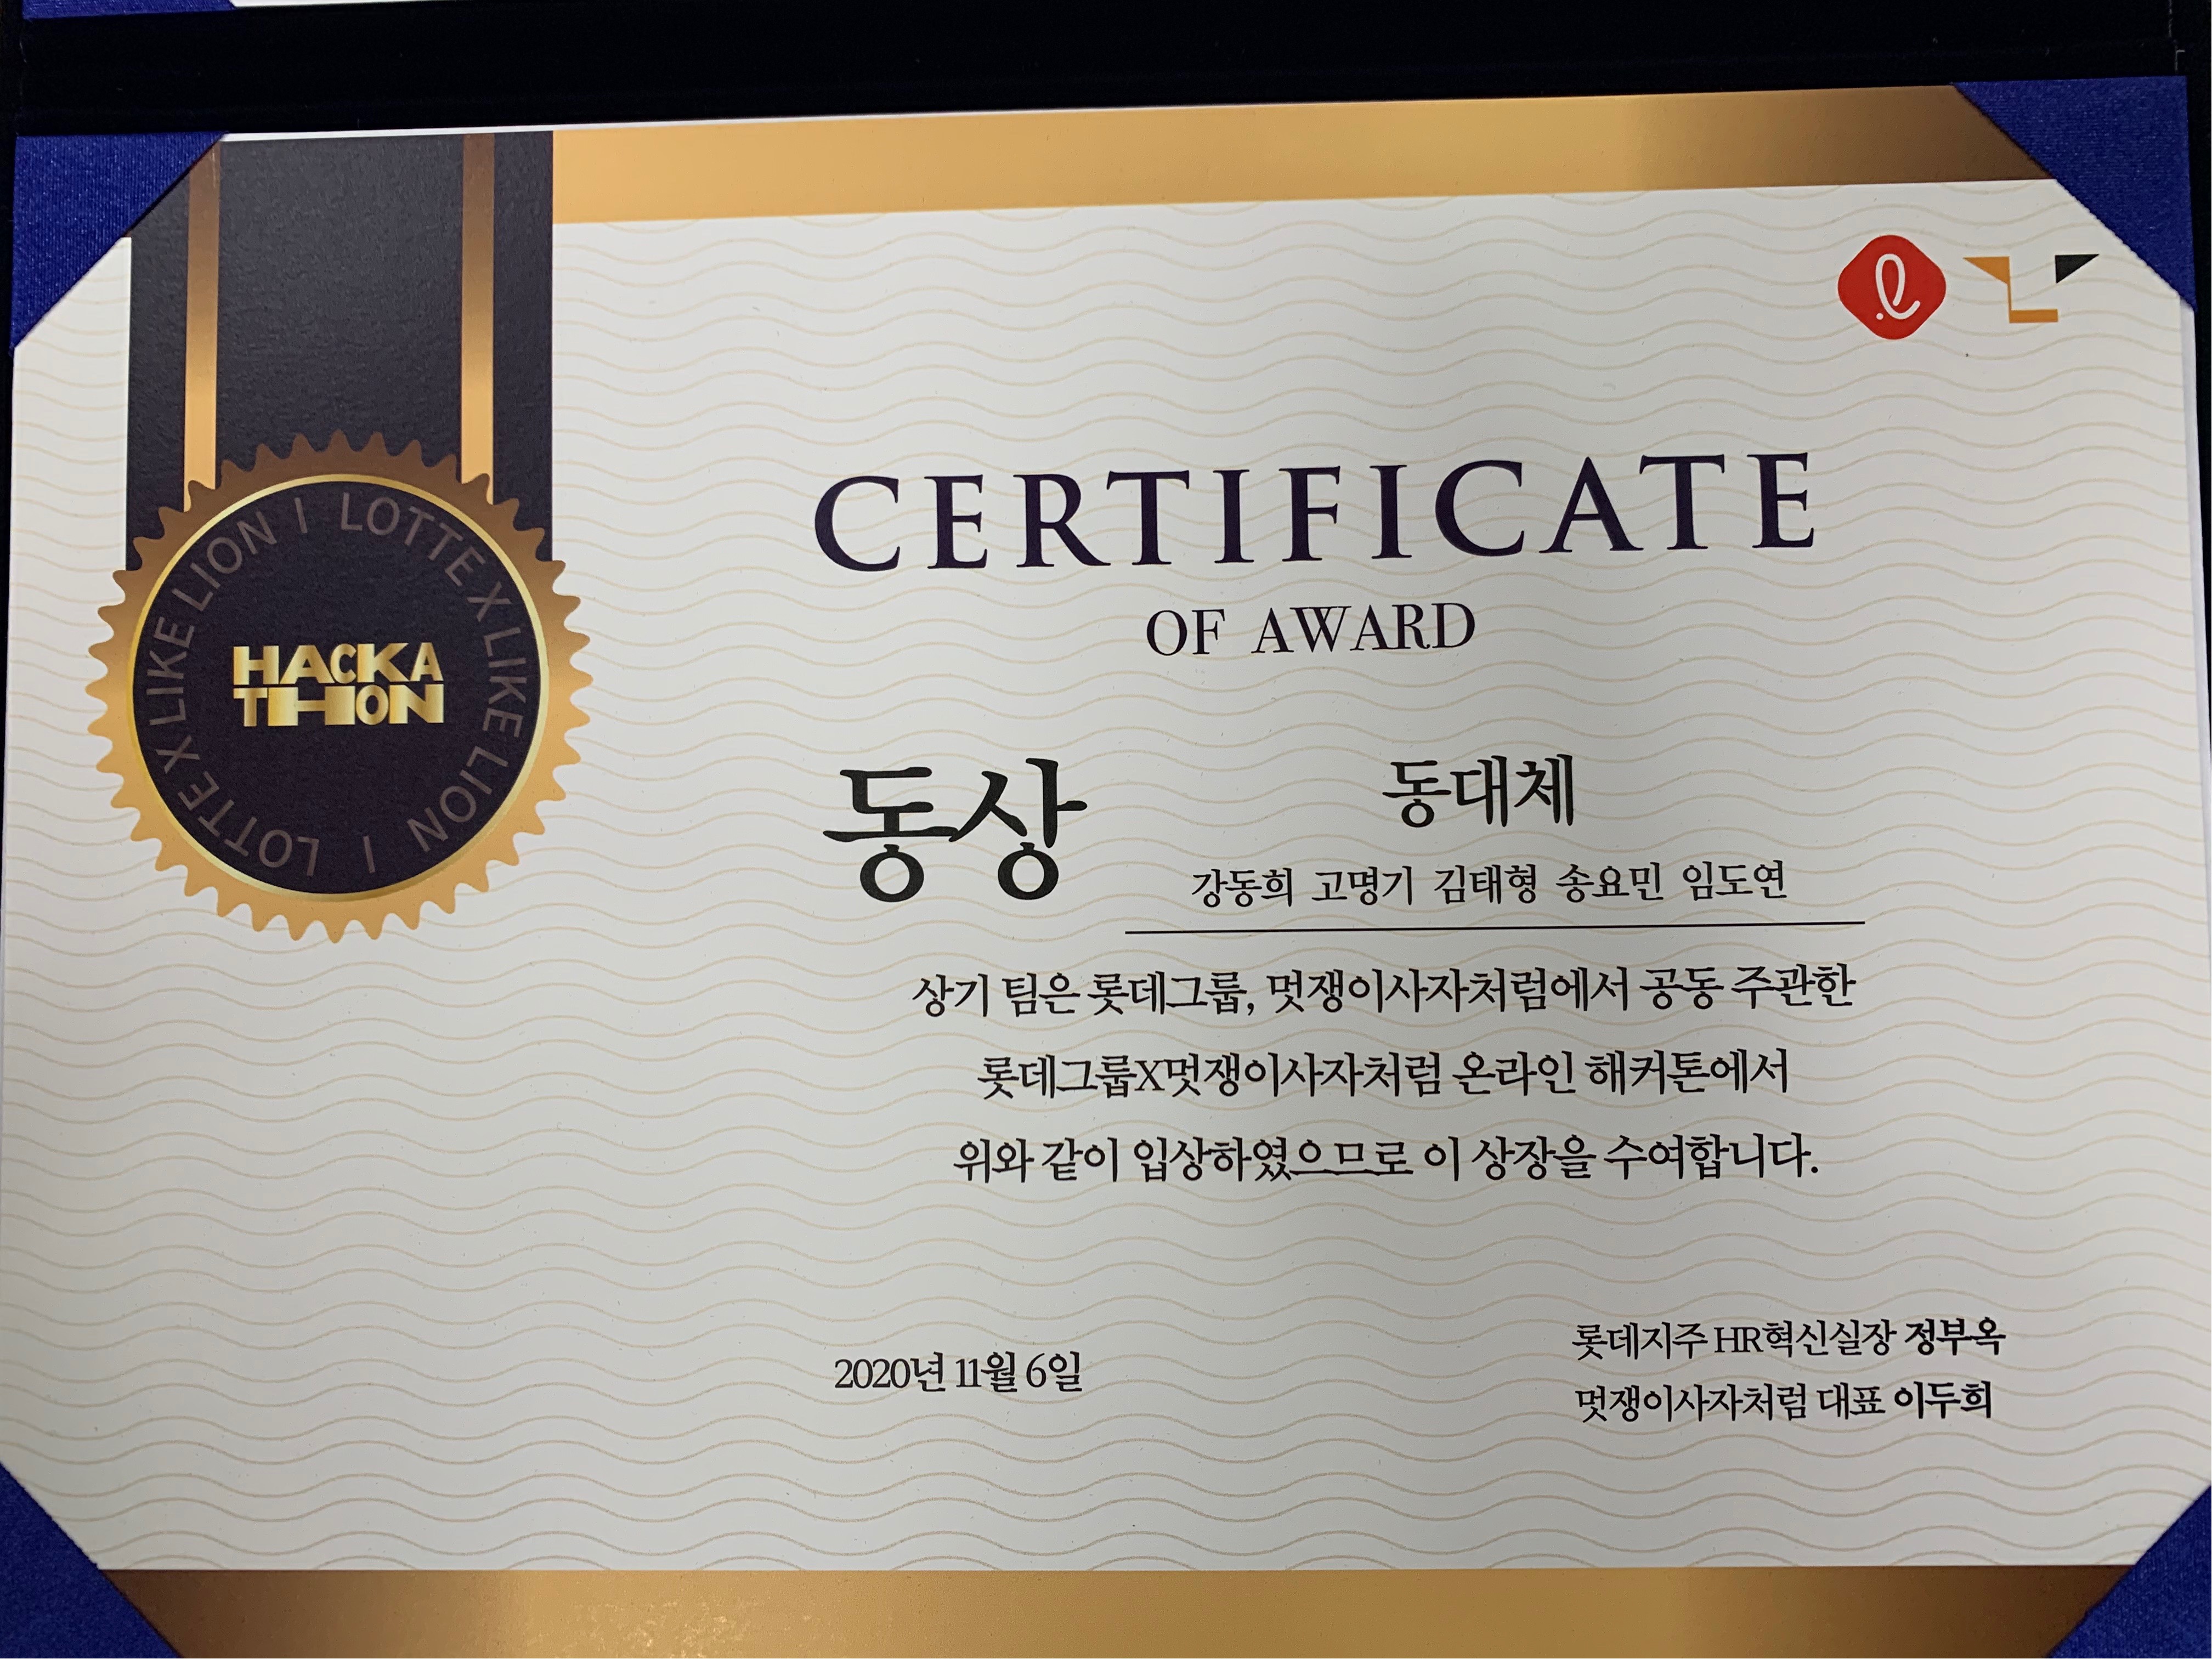 LOTTE X LIKE LION | LOTTE X LIKE LION |
HACKA
THON
CERTIFICATE
OF AWARD
동상
동대체
강동희 고명기 김태형 송요민 임도연
상기 팀은 롯데그룹, 멋쟁이사자처럼에서 공동 주관한
롯데그룹X멋쟁이사자처럼 온라인 해커톤에서
위와 같이 입상하였으므로 이 상장을 수여합니다.
2020년 11월 6일
롯데지주 HR혁신실장 정부옥
멋쟁이사자처럼 대표 이두희